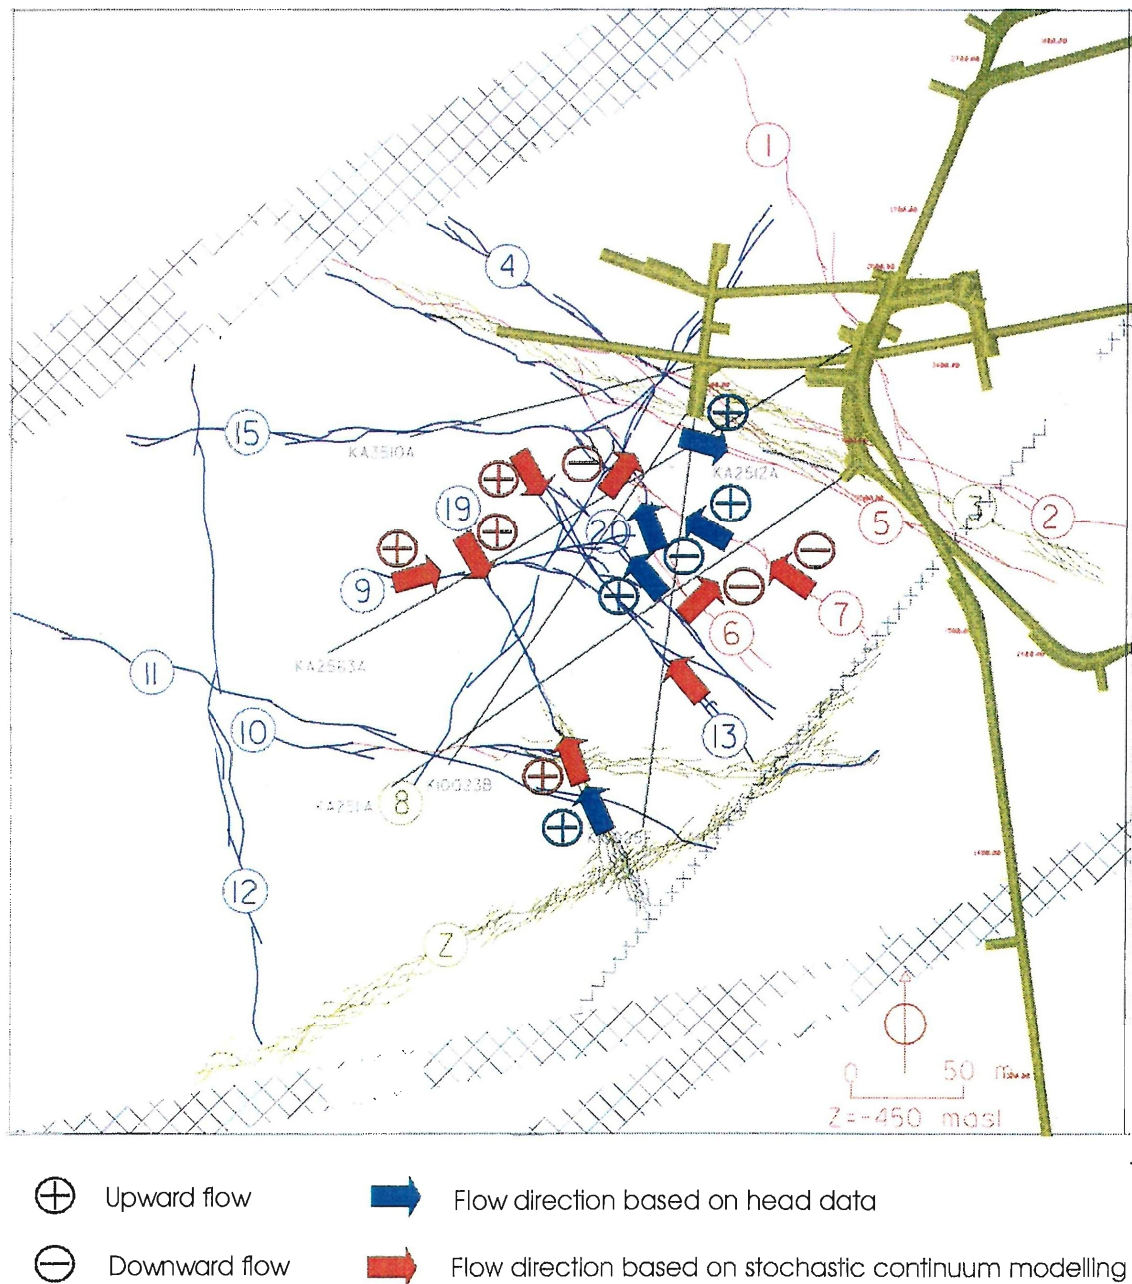 1
4
15
KA3510A
KA2512A
3
2
5
19
20
9
7
6
KA2563A
11
10
13
KA2511A
8
KI0023B
12
Z
0 50 m
Z=-450 masl
Upward flow
Flow direction based on head data
Downward flow
Flow direction based on stochastic continuum modelling